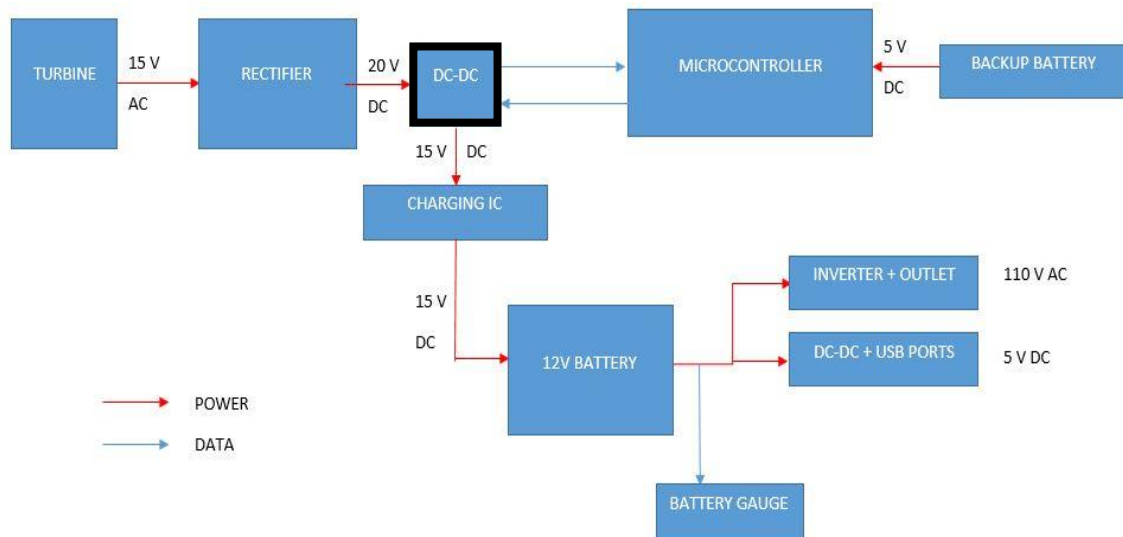 TURBINE
15 V
AC
RECTIFIER
20 V
DC
DC-DC
MICROCONTROLLER
5 V
DC
BACKUP BATTERY
15 V DC
CHARGING IC
15 V
DC
12V BATTERY
INVERTER + OUTLET
110 V AC
DC-DC + USB PORTS
5 V DC
POWER
DATA
BATTERY GAUGE